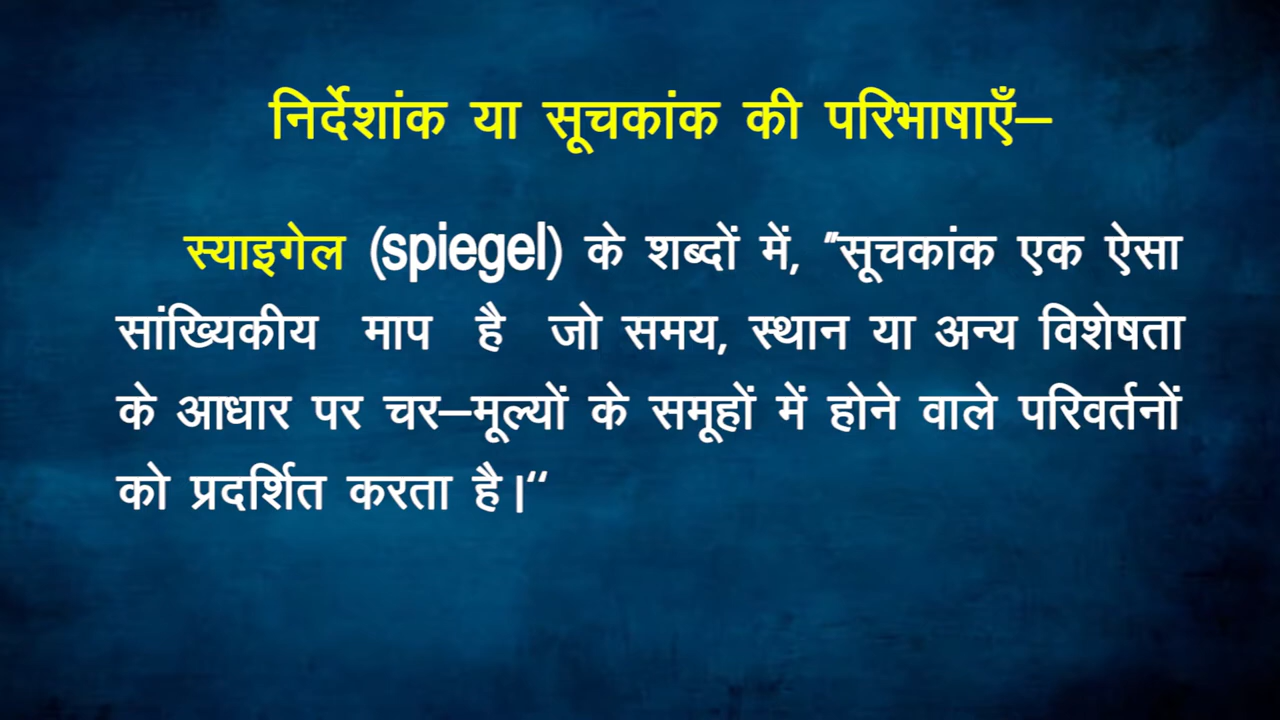 निर्देशांक या सूचकांक की परिभाषाएँ–
स्याइगेल (spiegel) के शब्दों में, "सूचकांक एक ऐसा
सांख्यिकीय माप है जो समय, स्थान या अन्य विशेषता
के आधार पर चर–मूल्यों के समूहों में होने वाले परिवर्तनों
को प्रदर्शित करता है।“